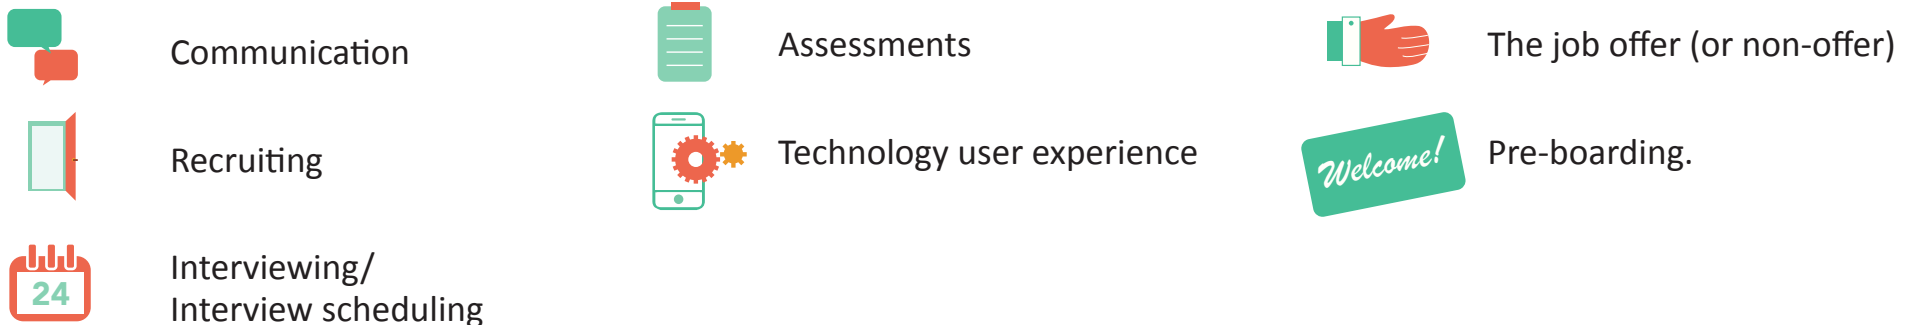 Communication
Recruiting
24
Interviewing/
Interview scheduling
Assessments
Technology user experience
The job offer (or non-offer)
Welcome!
Pre-boarding.